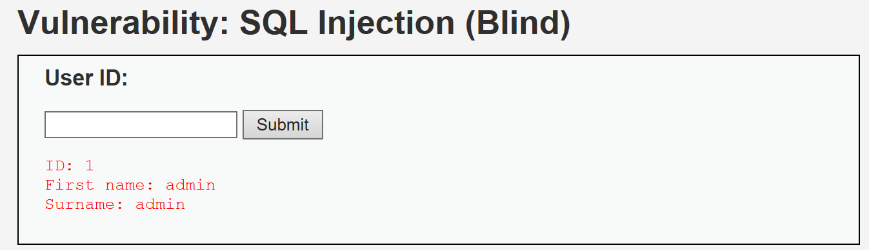 Vulnerability: SQL Injection (Blind)
User ID:
Submit
ID: 1
First name: admin
Surname: admin